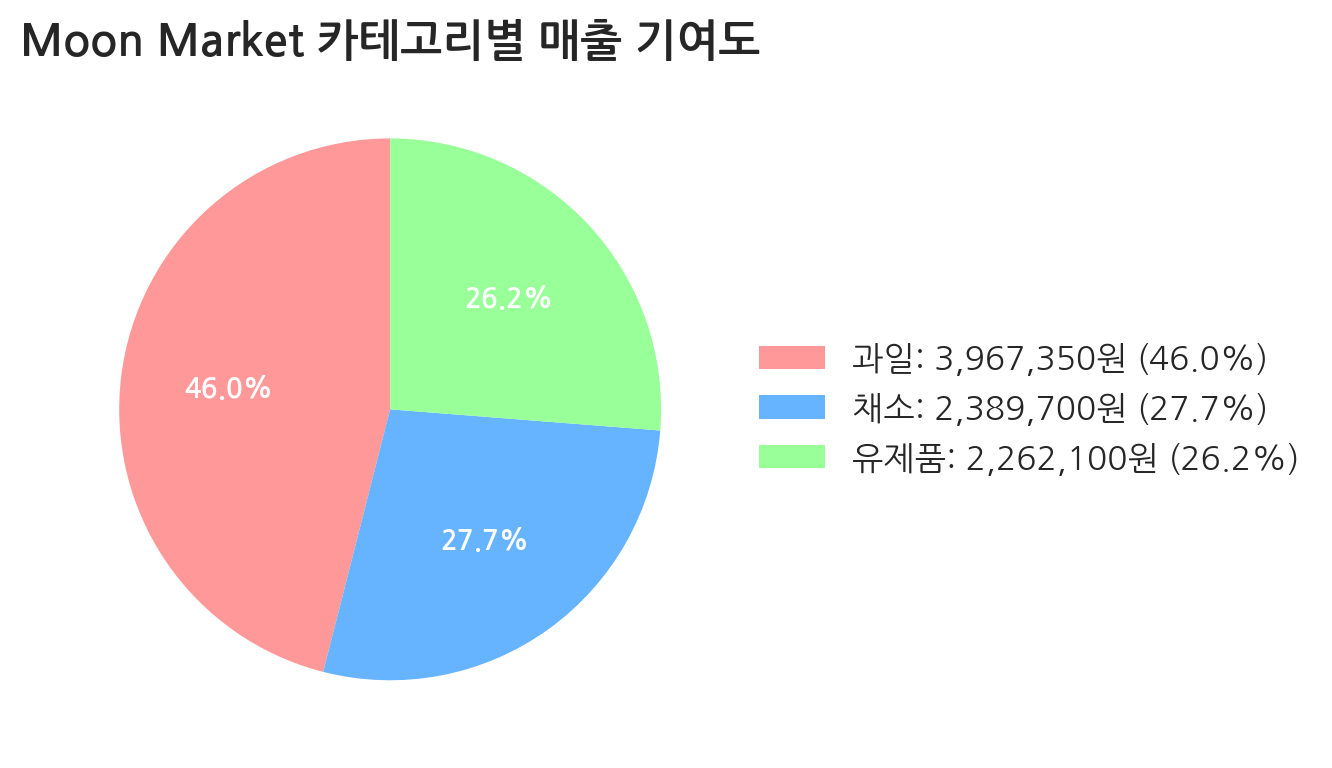 Moon Market 카테고리별 매출 기여도
26.2%
46.0%
27.7%
과일: 3,967,350원 (46.0%)
채소: 2,389,700원 (27.7%)
유제품: 2,262,100원 (26.2%)